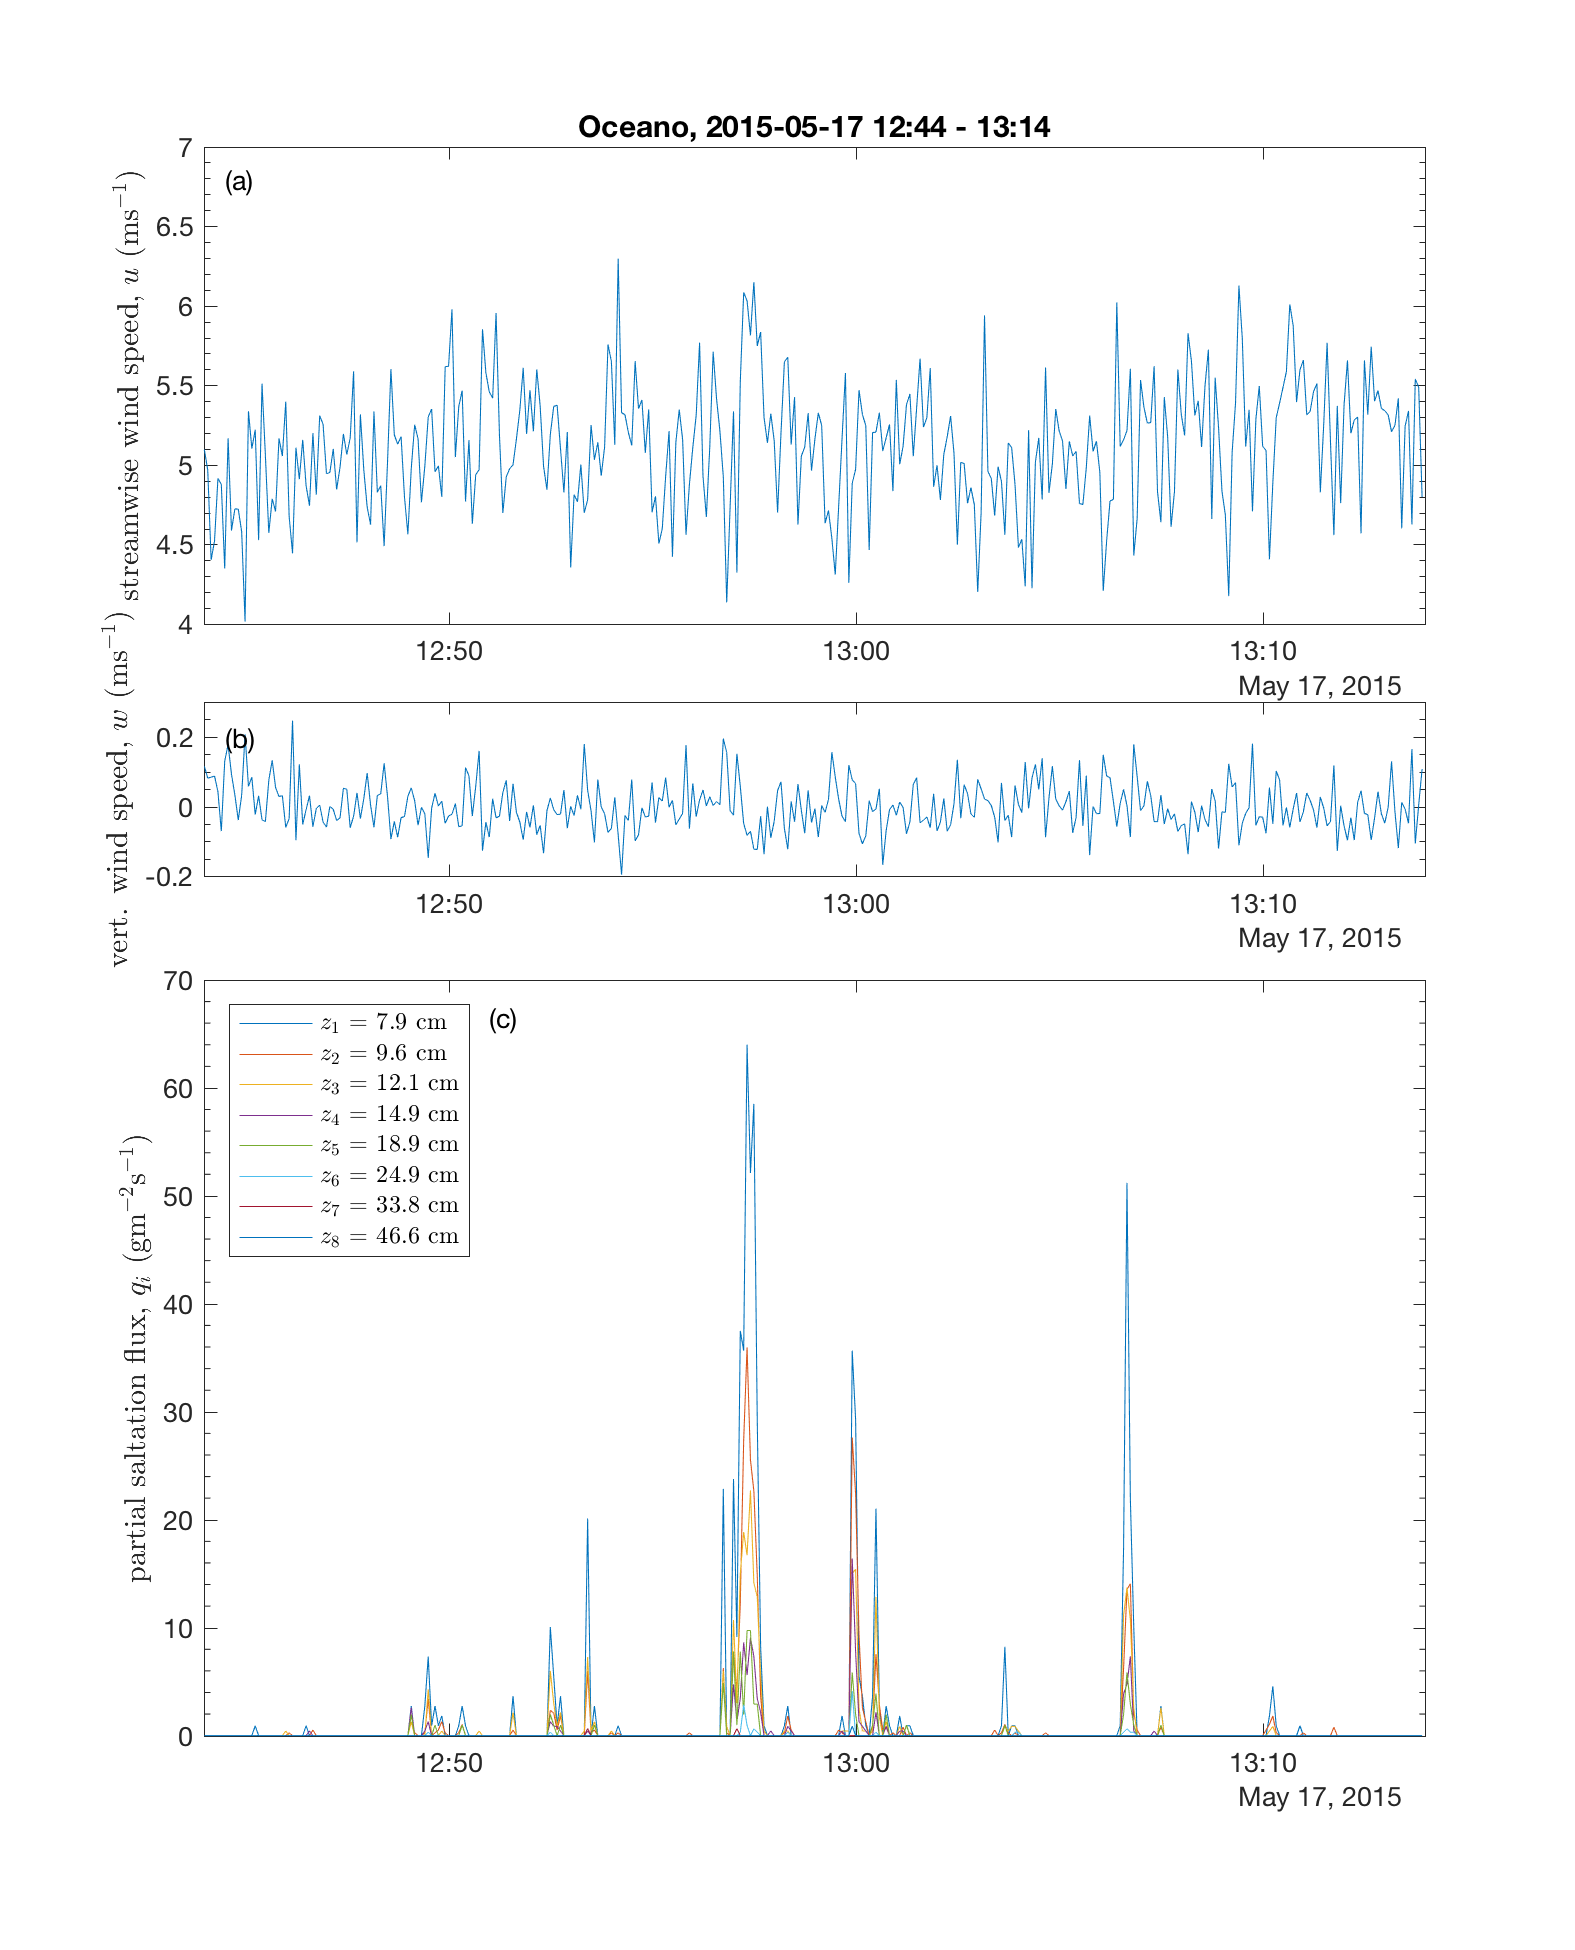 Oceano, 2015-05-17 12:44 - 13:14
(a)
streamwise wind speed, u (ms⁻¹)
7
6.5
6
5.5
5
4.5
4
12:50 13:00 13:10
May 17, 2015
(b)
vert. wind speed, w (ms⁻¹)
0.2
0
-0.2
12:50 13:00 13:10
May 17, 2015
(c)
partial saltation flux, qᵢ (gm⁻²s⁻¹)
70
60
50
40
30
20
10
0
z₁ = 7.9 cm
z₂ = 9.6 cm
z₃ = 12.1 cm
z₄ = 14.9 cm
z₅ = 18.9 cm
z₆ = 24.9 cm
z₇ = 33.8 cm
z₈ = 46.6 cm
12:50 13:00 13:10
May 17, 2015